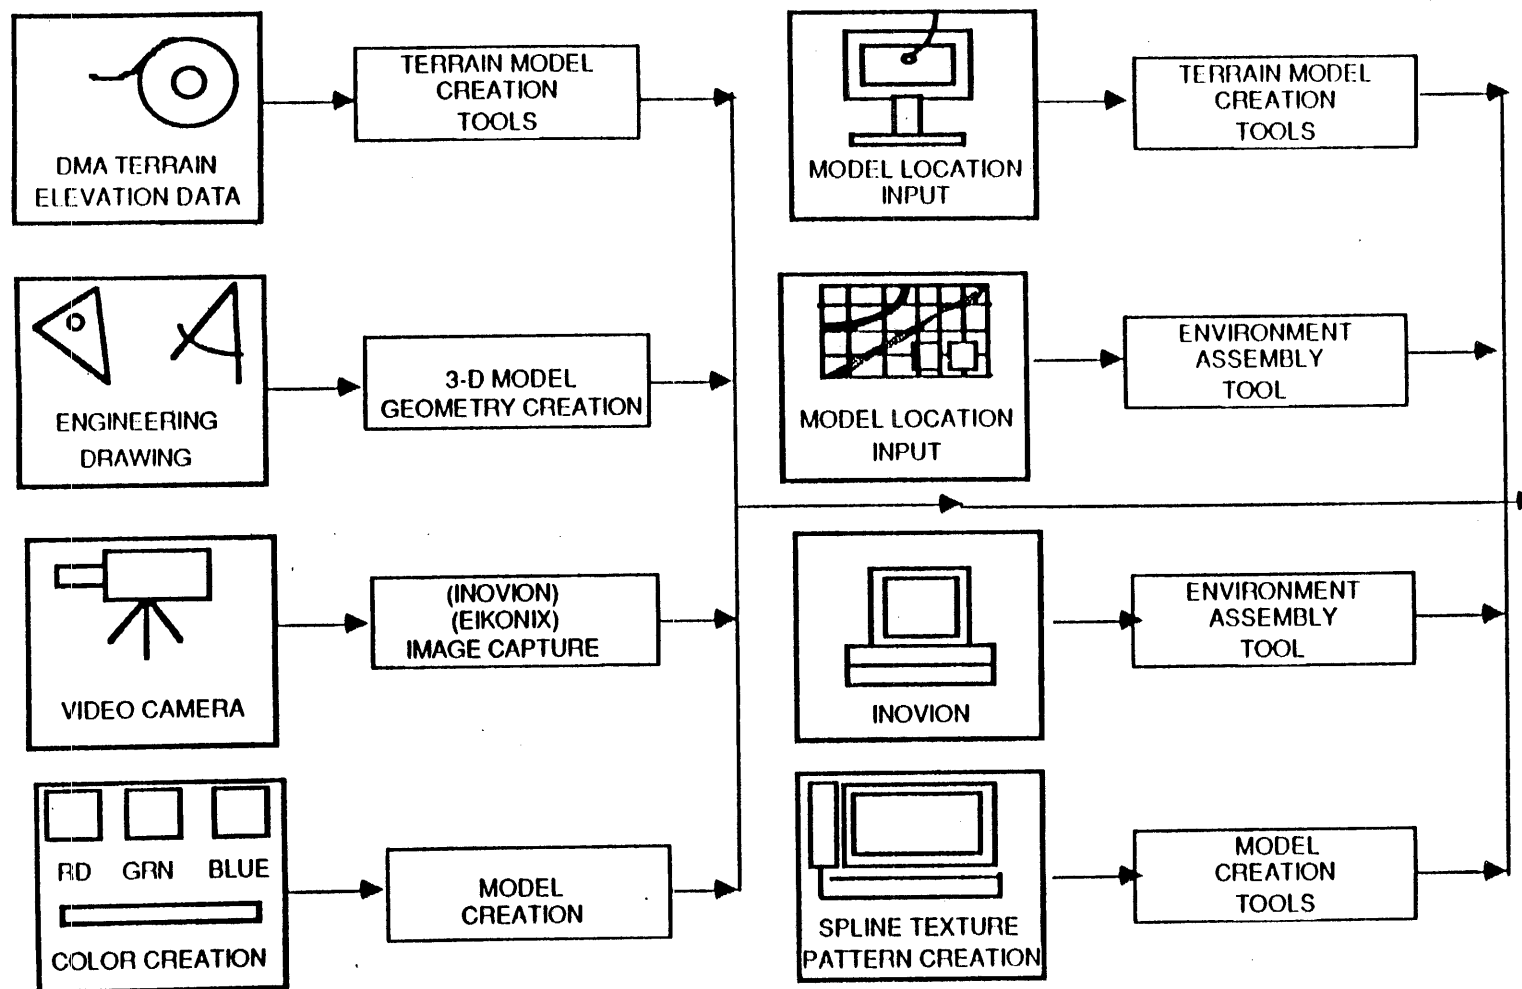 DMA TERRAIN
ELEVATION DATA
TERRAIN MODEL
CREATION
TOOLS
MODEL LOCATION
INPUT
TERRAIN MODEL
CREATION
TOOLS
ENGINEERING
DRAWING
3-D MODEL
GEOMETRY CREATION
MODEL LOCATION
INPUT
ENVIRONMENT
ASSEMBLY
TOOL
VIDEO CAMERA
(INOVION)
(EIKONIX)
IMAGE CAPTURE
INOVION
ENVIRONMENT
ASSEMBLY
TOOL
RD GRN BLUE
COLOR CREATION
MODEL
CREATION
SPLINE TEXTURE
PATTERN CREATION
MODEL
CREATION
TOOLS